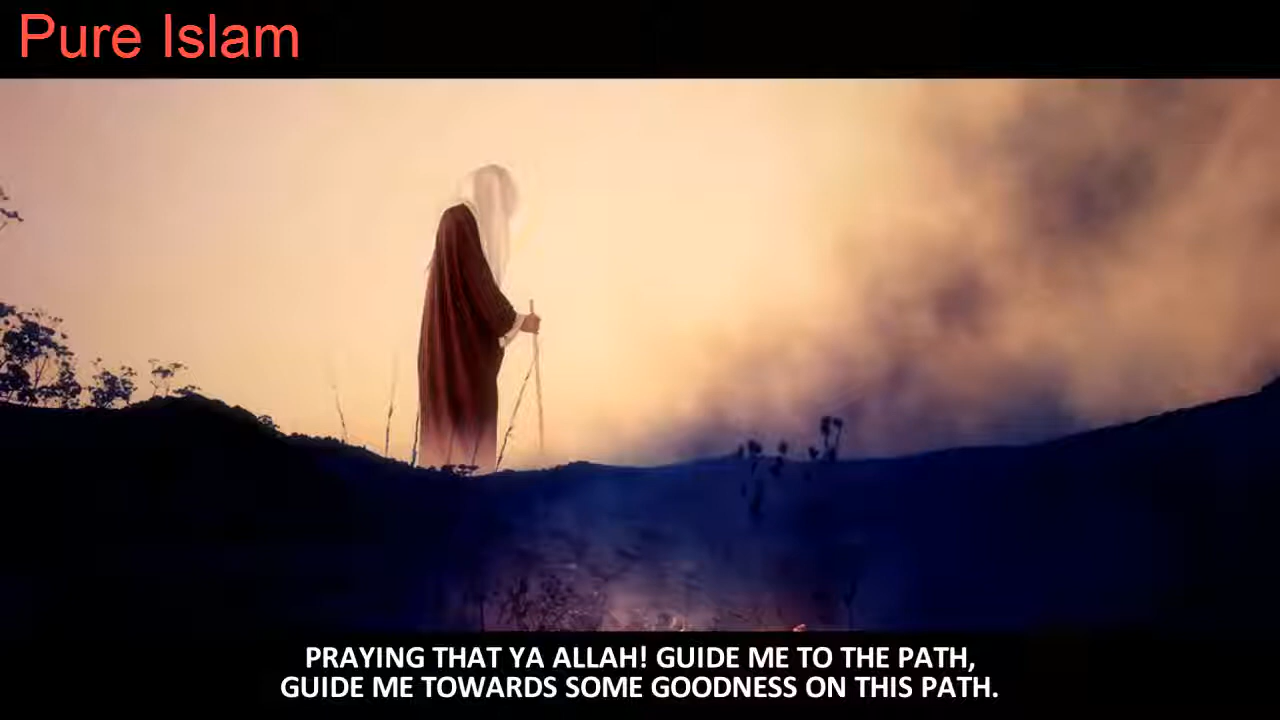 Pure Islam
PRAYING THAT YA ALLAH! GUIDE ME TO THE PATH,
GUIDE ME TOWARDS SOME GOODNESS ON THIS PATH.